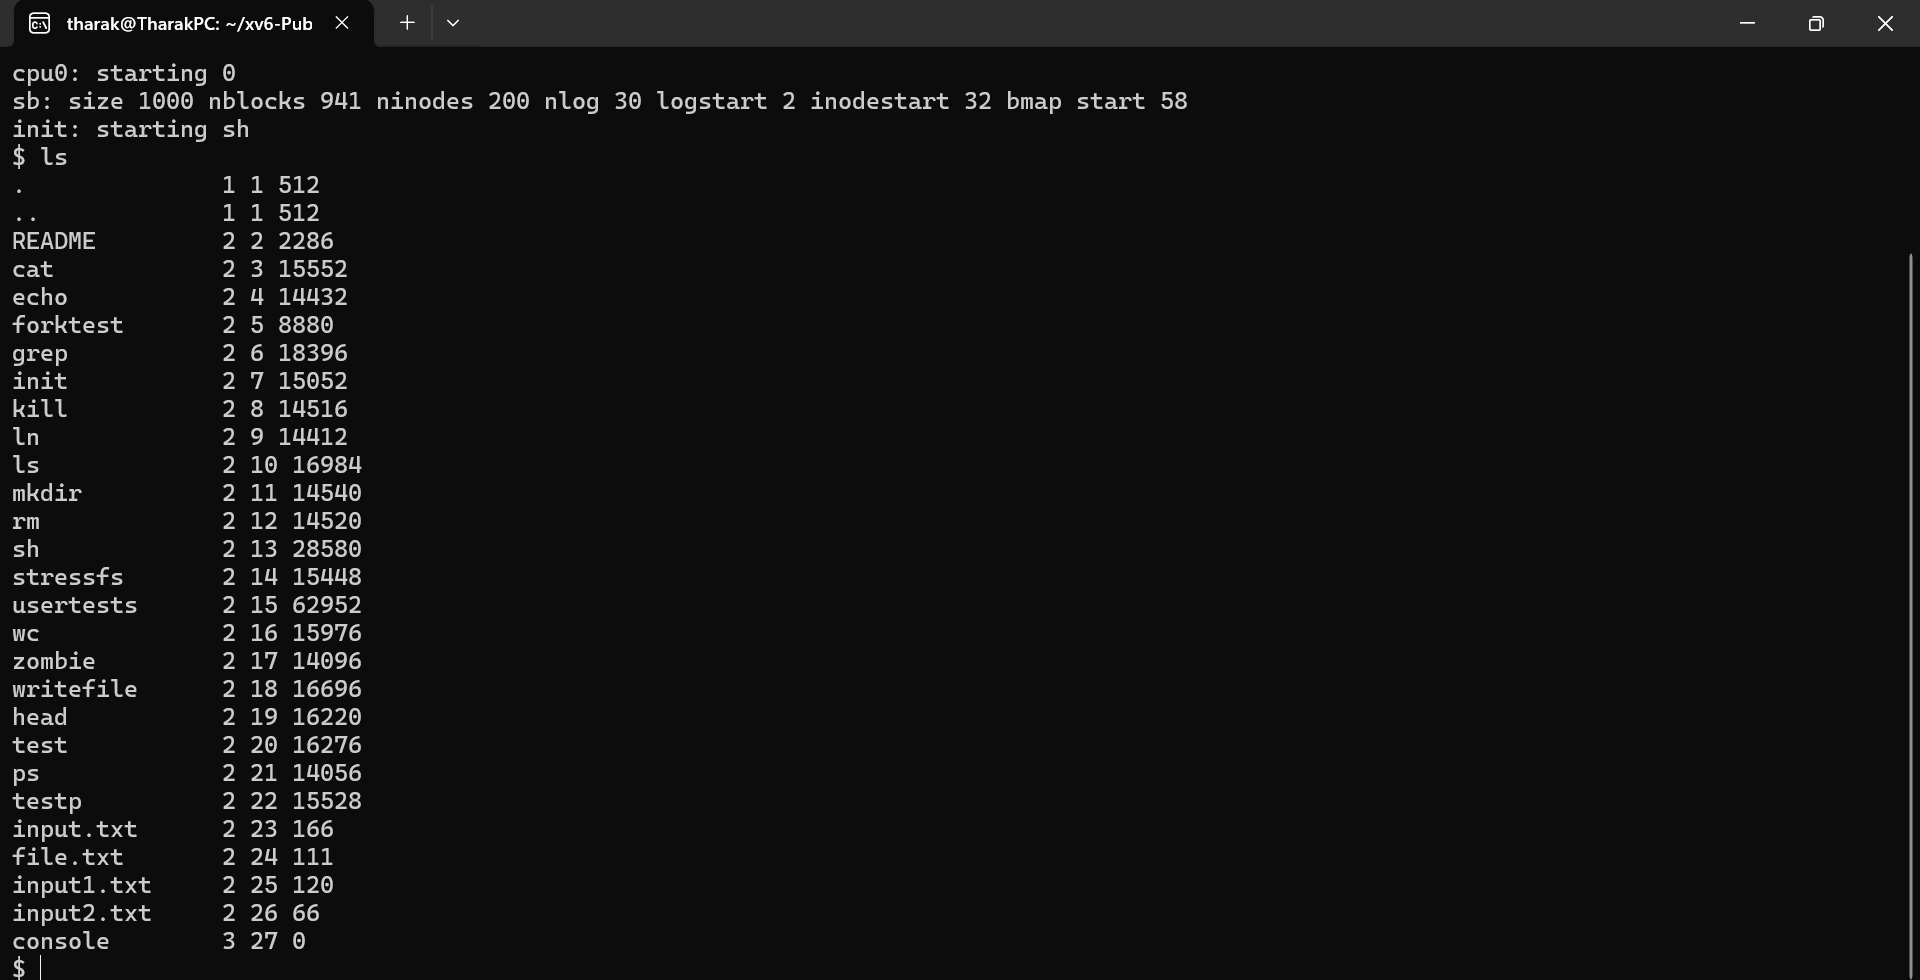 tharak@TharakPC: ~/xv6-Pub
cpu0: starting 0
sb: size 1000 nblocks 941 ninodes 200 nlog 30 logstart 2 inodestart 32 bmap start 58
init: starting sh
$ ls
.              1 1 512
..             1 1 512
README         2 2 2286
cat            2 3 15552
echo           2 4 14432
forktest       2 5 8880
grep           2 6 18396
init           2 7 15052
kill           2 8 14516
ln             2 9 14412
ls             2 10 16984
mkdir          2 11 14540
rm             2 12 14520
sh             2 13 28580
stressfs       2 14 15448
usertests      2 15 62952
wc             2 16 15976
zombie         2 17 14096
writefile      2 18 16696
head           2 19 16220
test           2 20 16276
ps             2 21 14056
testp          2 22 15528
input.txt      2 23 166
file.txt       2 24 111
input1.txt     2 25 120
input2.txt     2 26 66
console        3 27 0
$